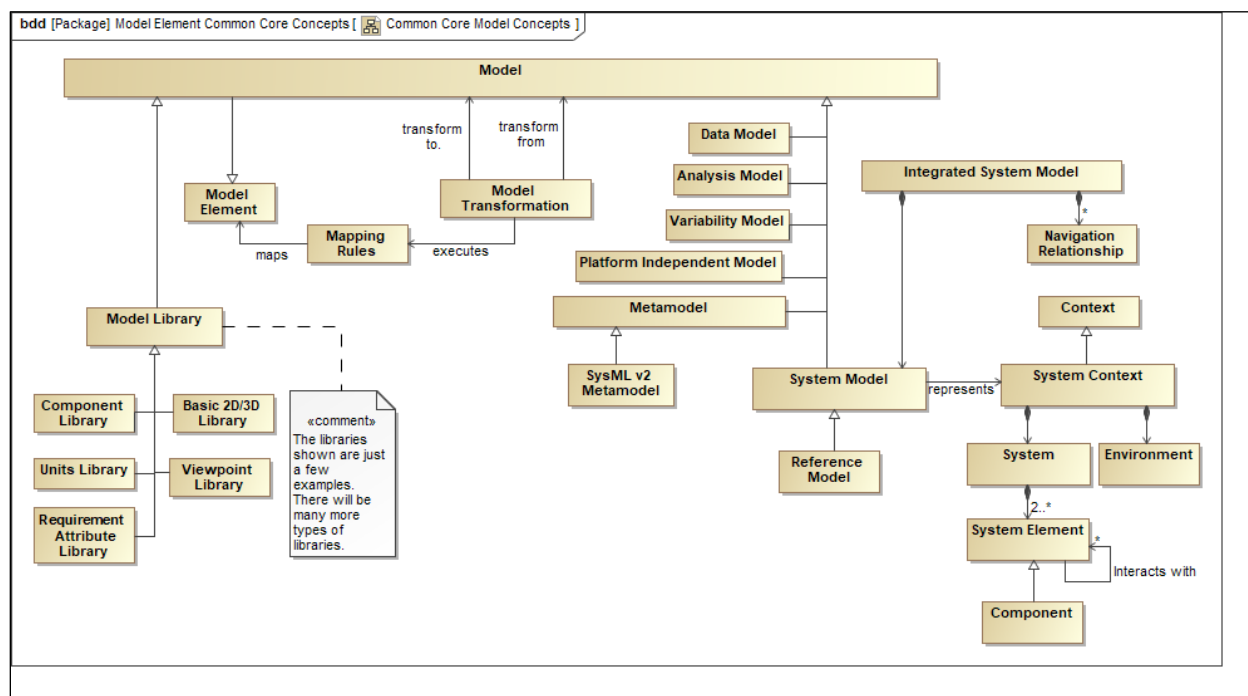 bdd [Package] Model Element Common Core Concepts [ Common Core Model Concepts ]
Model
transform
to.
transform
from
Data Model
Analysis Model
Integrated System Model
Model
Element
Model
Transformation
Variability Model
*
Mapping
Rules
maps
executes
Navigation
Relationship
Platform Independent Model
Metamodel
Context
Model Library
SysML v2
Metamodel
System Model
represents
System Context
Component
Library
Basic 2D/3D
Library
«comment»
The libraries
shown are just
a few
examples.
There will be
many more
types of
libraries.
Units Library
Viewpoint
Library
Reference
Model
System
Environment
Requirement
Attribute
Library
2..*
System Element
*
Interacts with
Component